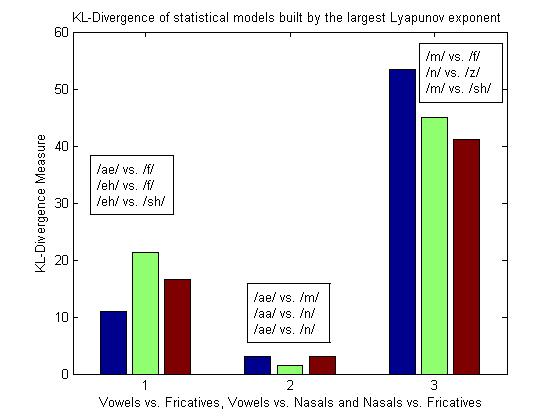 KL-Divergence of statistical models built by the largest Lyapunov exponent
60
50
40
30
20
10
0
KL-Divergence Measure
/ae/ vs. /f/
/eh/ vs. /f/
/eh/ vs. /sh/
/ae/ vs. /m/
/aa/ vs. /n/
/ae/ vs. /n/
/m/ vs. /f/
/n/ vs. /z/
/m/ vs. /sh/
1
2
3
Vowels vs. Fricatives, Vowels vs. Nasals and Nasals vs. Fricatives